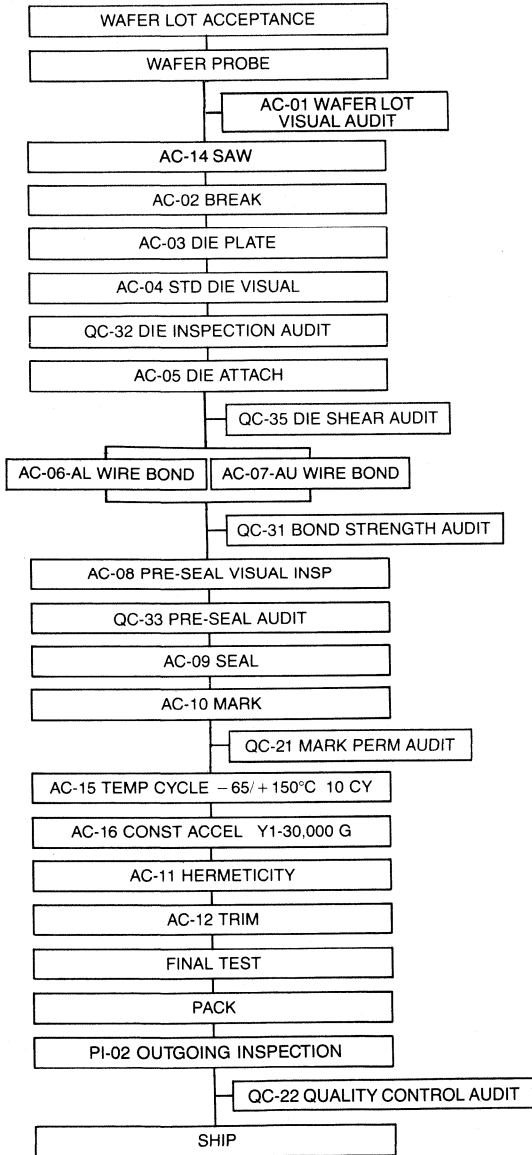 WAFER LOT ACCEPTANCE
WAFER PROBE
AC-01 WAFER LOT
VISUAL AUDIT
AC-14 SAW
AC-02 BREAK
AC-03 DIE PLATE
AC-04 STD DIE VISUAL
QC-32 DIE INSPECTION AUDIT
AC-05 DIE ATTACH
QC-35 DIE SHEAR AUDIT
AC-06-AL WIRE BOND
AC-07-AU WIRE BOND
QC-31 BOND STRENGTH AUDIT
AC-08 PRE-SEAL VISUAL INSP
QC-33 PRE-SEAL AUDIT
AC-09 SEAL
AC-10 MARK
QC-21 MARK PERM AUDIT
AC-15 TEMP CYCLE −65/+150°C 10 CY
AC-16 CONST ACCEL Y1-30,000 G
AC-11 HERMETICITY
AC-12 TRIM
FINAL TEST
PACK
PI-02 OUTGOING INSPECTION
QC-22 QUALITY CONTROL AUDIT
SHIP